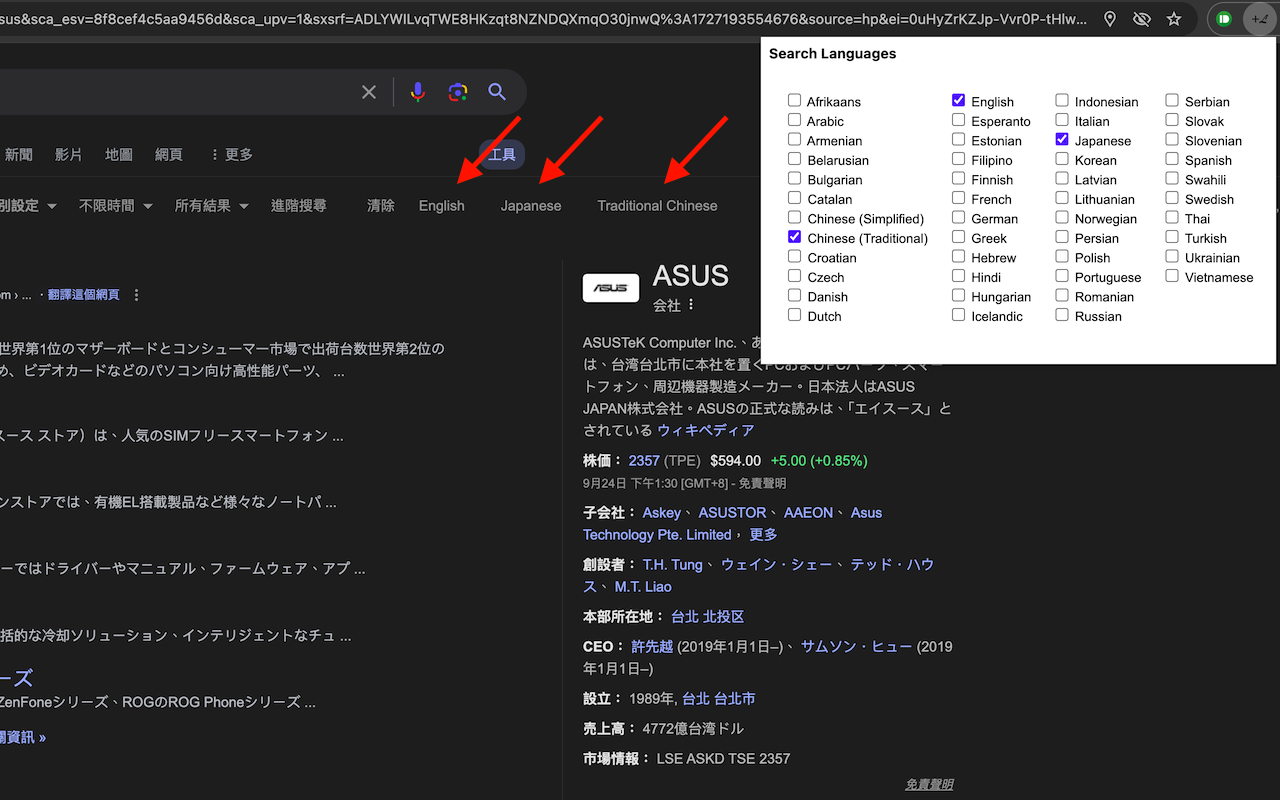 sus&sca_esv=8f8cef4c5aa9456d&sca_upv=1&sxsrf=ADLYWILvqTWE8HKzqt8NZNDQXmqO30jnwQ%3A1727193554676&source=hp&ei=0uHyZrKZJp-Vvr0P-tHlw...
Search Languages
Afrikaans
Arabic
Armenian
Belarusian
Bulgarian
Catalan
Chinese (Simplified)
Chinese (Traditional)
Croatian
Czech
Danish
Dutch
English
Esperanto
Estonian
Filipino
Finnish
French
German
Greek
Hebrew
Hindi
Hungarian
Icelandic
Indonesian
Italian
Japanese
Korean
Latvian
Lithuanian
Norwegian
Persian
Polish
Portuguese
Romanian
Russian
Serbian
Slovak
Slovenian
Spanish
Swahili
Swedish
Thai
Turkish
Ukrainian
Vietnamese
新聞 影片 地圖 網頁 ⋮ 更多 工具
別設定 不限時間 所有結果 進階搜尋 清除 English Japanese Traditional Chinese
om › ... · 翻譯這個網頁
世界第1位のマザーボードとコンシューマー市場で出荷台数世界第2位の
め、ビデオカードなどのパソコン向け高性能パーツ、 ...
スース ストア）は、人気のSIMフリースマートフォン ...
ンストアでは、有機EL搭載製品など様々なノートパ ...
ーではドライバーやマニュアル、ファームウェア、アプ ...
括的な冷却ソリューション、インテリジェントなチュ ...
ーズ
ZenFoneシリーズ、ROGのROG Phoneシリーズ ...
關資訊 »
ASUS
ASUS
会社
ASUSTeK Computer Inc.、
は、台湾台北市に本社を置くPCおよびPCパーツ・スマー
トフォン、周辺機器製造メーカー。日本法人はASUS
JAPAN株式会社。ASUSの正式な読みは、「エイスース」と
されている ウィキペディア
株価： 2357 (TPE) $594.00 +5.00 (+0.85%)
9月24日 下午1:30 [GMT+8] - 免責聲明
子会社： Askey、 ASUSTOR、 AAEON、 Asus
Technology Pte. Limited， 更多
創設者： T.H. Tung、 ウェイン・シェー、 テッド・ハウ
ス、 M.T. Liao
本部所在地： 台北 北投区
CEO： 許先越 (2019年1月1日–)、 サムソン・ヒュー (2019
年1月1日–)
設立： 1989年, 台北 台北市
売上高： 4772億台湾ドル
市場情報： LSE ASKD TSE 2357
免責聲明